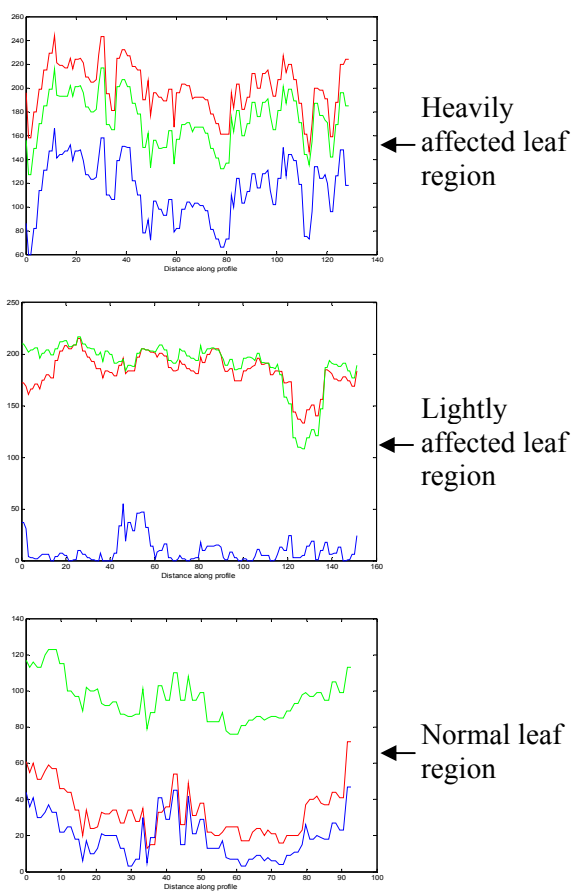 260
240
220
200
180
160
140
120
100
80
60
0 20 40 60 80 100 120 140
Distance along profile
Heavily
affected leaf
region
250
200
150
100
50
0
0 20 40 60 80 100 120 140 160
Distance along profile
Lightly
affected leaf
region
140
120
100
80
60
40
20
0
0 10 20 30 40 50 60 70 80 90 100
Distance along profile
Normal leaf
region